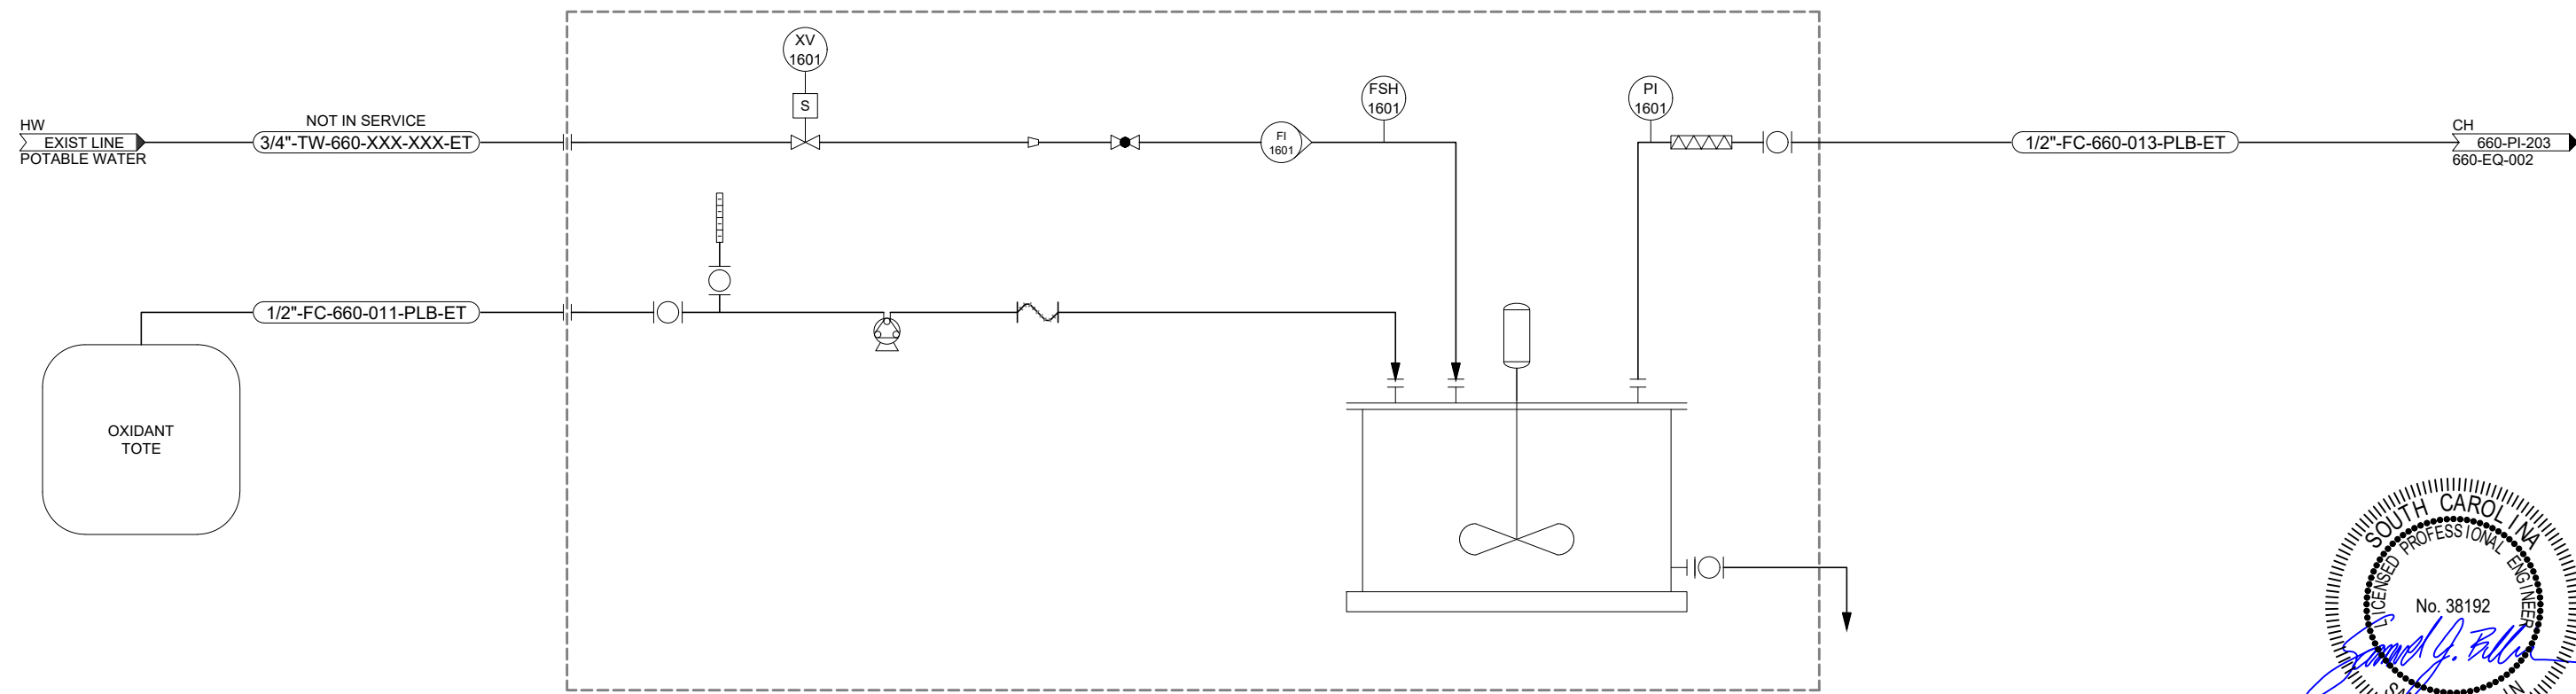 XV
1601
S
FSH
1601
PI
1601
HW
EXIST LINE
POTABLE WATER
NOT IN SERVICE
3/4"-TW-660-XXX-XXX-ET
FI
1601
1/2"-FC-660-013-PLB-ET
CH
660-PI-203
660-EQ-002
1/2"-FC-660-011-PLB-ET
OXIDANT
TOTE
SOUTH CAROLINA
LICENSED PROFESSIONAL ENGINEER
No. 38192